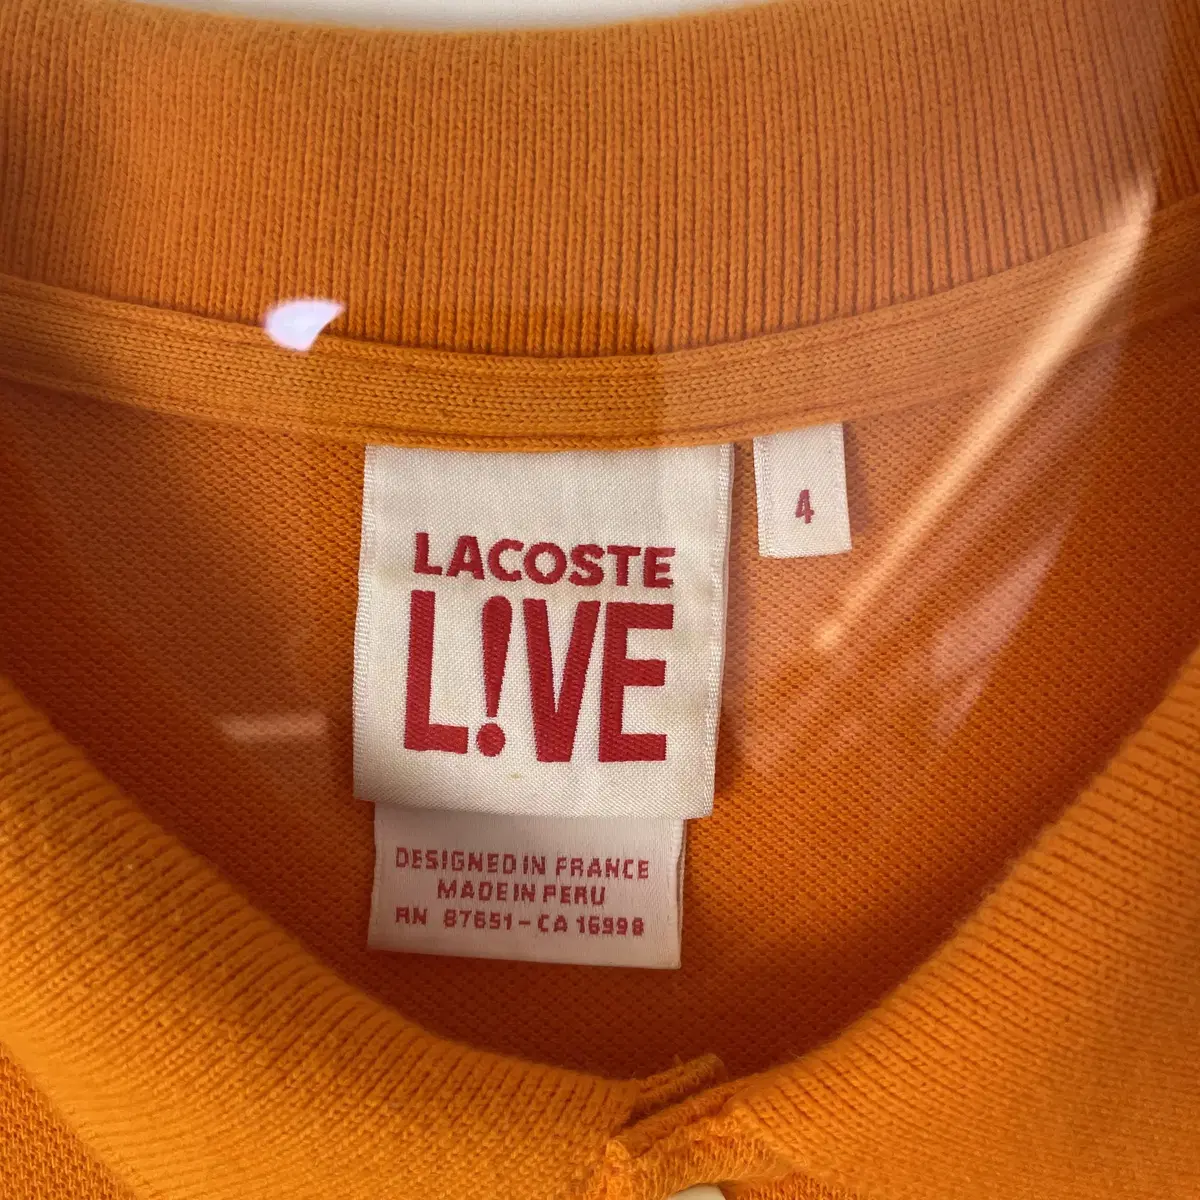 LACOSTE
L!VE
4
DESIGNED IN FRANCE
MADE IN PERU
RN 87651-CA 16998